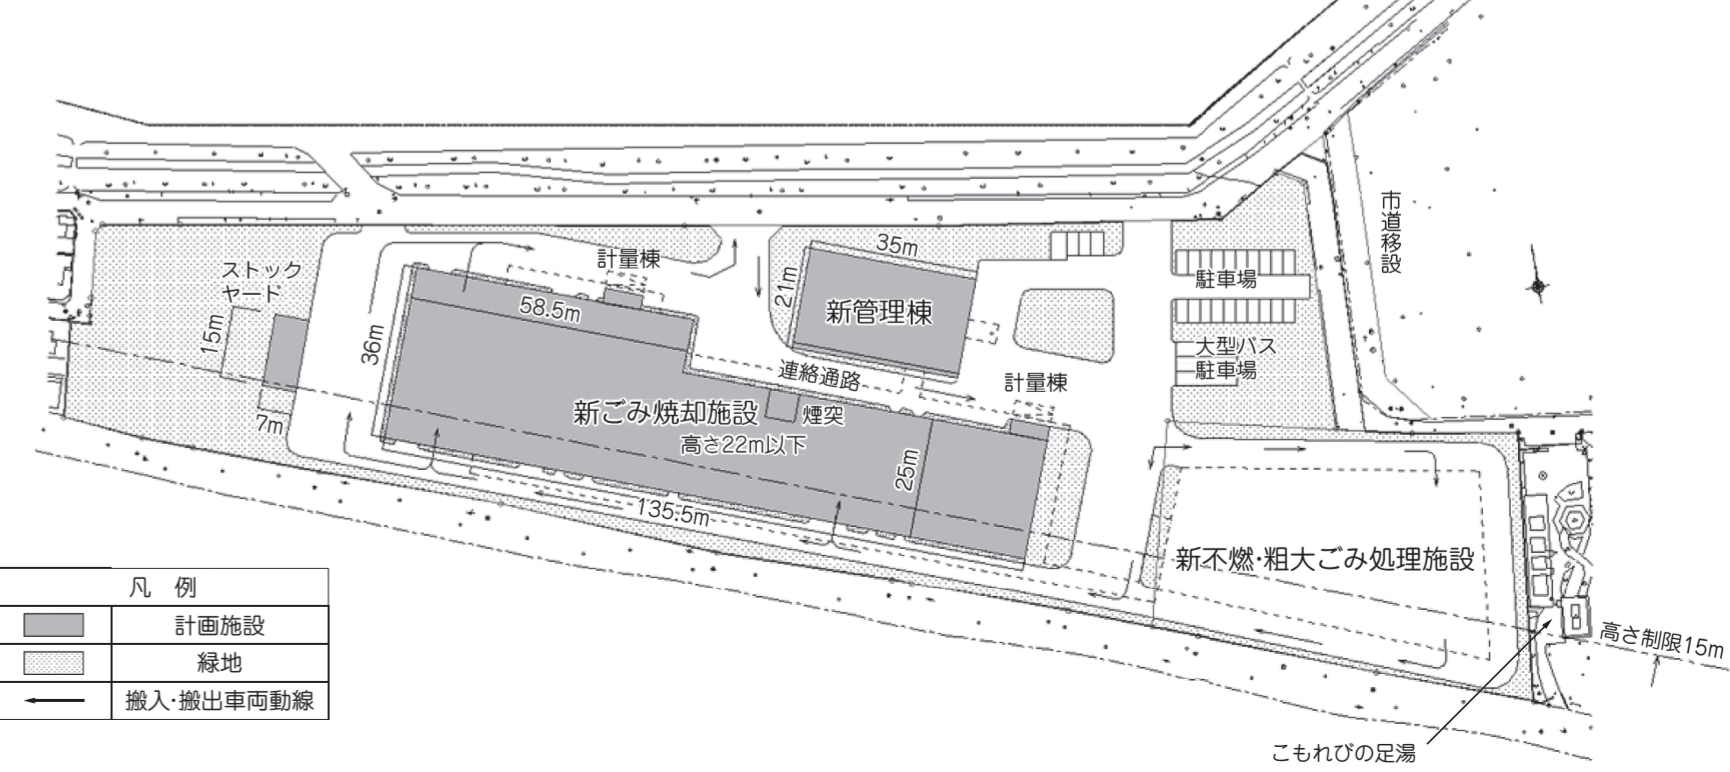 市道移設
ストック
ヤード
15m
7m
36m
計量棟
58.5m
35m
21m
新管理棟
連絡通路
新ごみ焼却施設
煙突
高さ22m以下
25m
135.5m
計量棟
駐車場
大型バス
駐車場
新不燃・粗大ごみ処理施設
高さ制限15m
こもれびの足湯
凡 例
計画施設
緑地
搬入・搬出車両動線